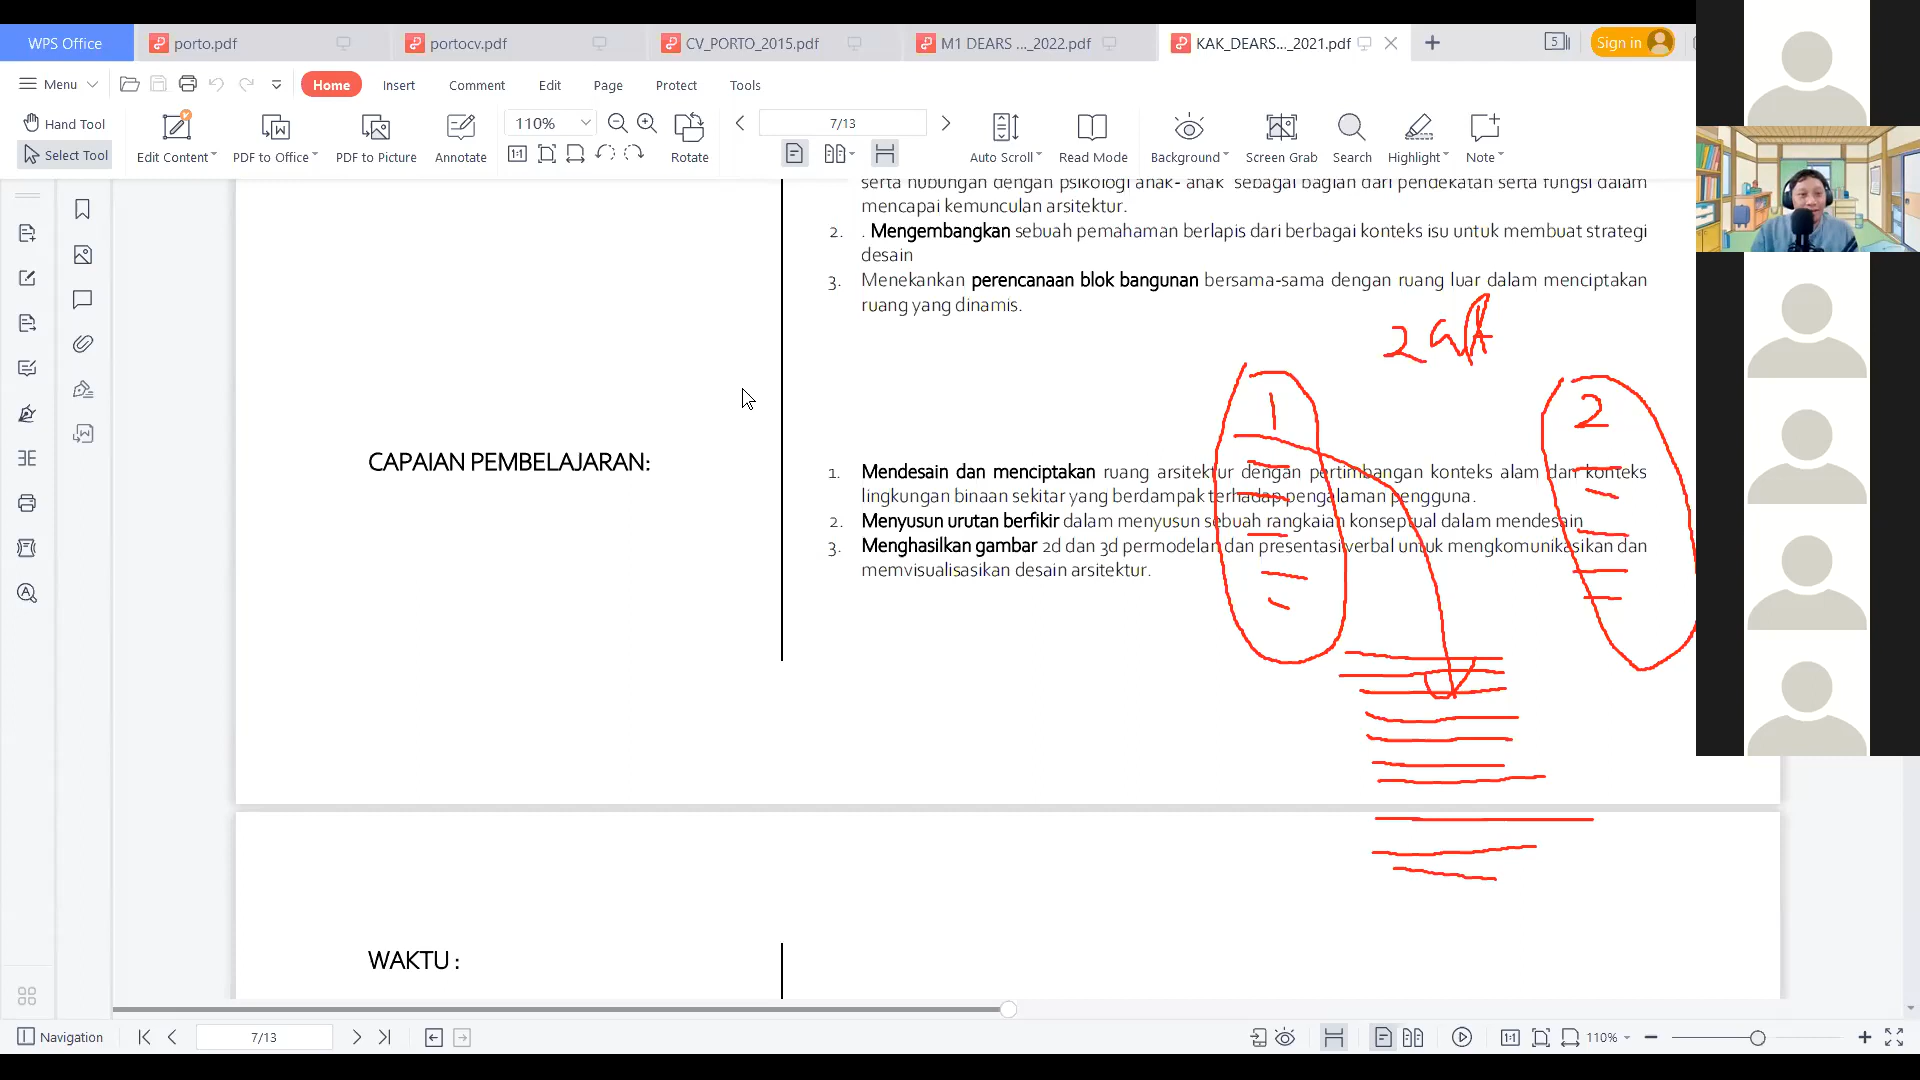 WPS Office
porto.pdf
portocv.pdf
CV_PORTO_2015.pdf
M1 DEARS ..._2022.pdf
KAK_DEARS..._2021.pdf
5
Sign in
Menu
Home
Insert
Comment
Edit
Page
Protect
Tools
Hand Tool
Select Tool
Edit Content
PDF to Office
PDF to Picture
Annotate
110%
1:1
Rotate
7/13
Auto Scroll
Read Mode
Background
Screen Grab
Search
Highlight
Note
serta hubungan dengan psikologi anak- anak sebagai bagian dari pendekatan serta fungsi dalam
mencapai kemunculan arsitektur.
2. . Mengembangkan sebuah pemahaman berlapis dari berbagai konteks isu untuk membuat strategi
desain
3. Menekankan perencanaan blok bangunan bersama-sama dengan ruang luar dalam menciptakan
ruang yang dinamis.
2
1
2
CAPAIAN PEMBELAJARAN:
1. Mendesain dan menciptakan ruang arsitektur dengan pertimbangan konteks alam dan konteks
lingkungan binaan sekitar yang berdampak terhadap pengalaman pengguna.
2. Menyusun urutan berfikir dalam menyusun sebuah rangkaian konseptual dalam mendesain
3. Menghasilkan gambar 2d dan 3d permodelan dan presentasi verbal untuk mengkomunikasikan dan
memvisualisasikan desain arsitektur.
WAKTU :
Navigation
7/13
1:1
110%